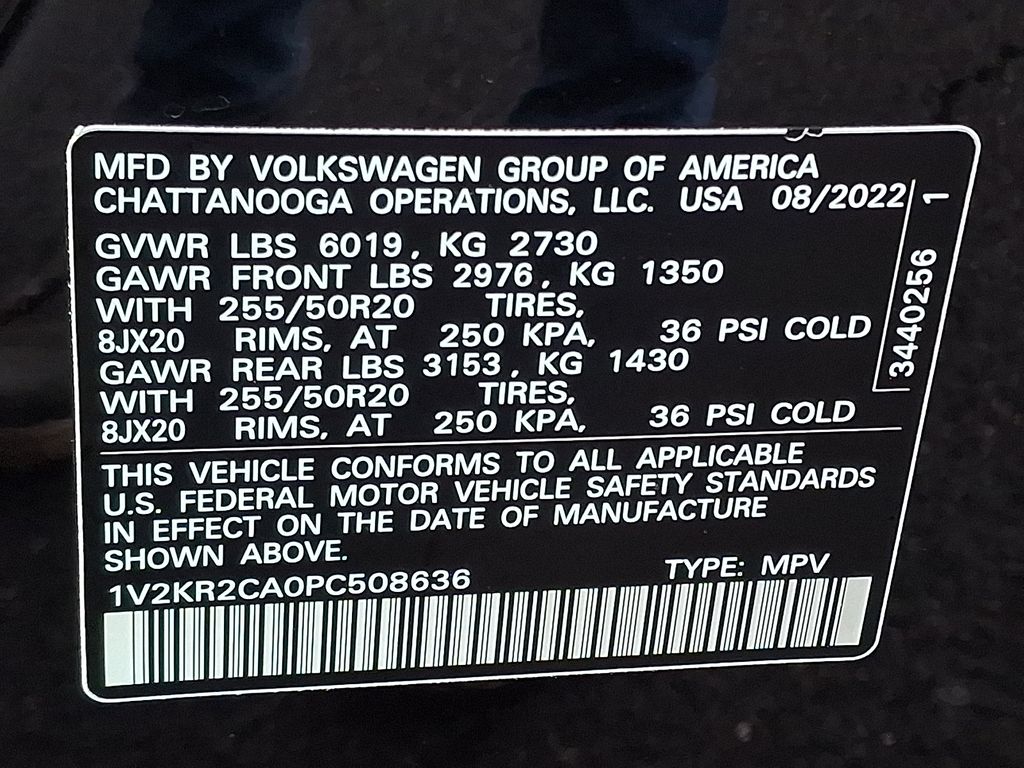 MFD BY VOLKSWAGEN GROUP OF AMERICA
CHATTANOOGA OPERATIONS, LLC. USA 08/2022
GVWR LBS 6019, KG 2730
GAWR FRONT LBS 2976, KG 1350
WITH 255/50R20 TIRES,
8JX20 RIMS, AT 250 KPA, 36 PSI COLD
GAWR REAR LBS 3153, KG 1430
WITH 255/50R20 TIRES,
8JX20 RIMS, AT 250 KPA, 36 PSI COLD
3440256 1
THIS VEHICLE CONFORMS TO ALL APPLICABLE
U.S. FEDERAL MOTOR VEHICLE SAFETY STANDARDS
IN EFFECT ON THE DATE OF MANUFACTURE
SHOWN ABOVE.
1V2KR2CA0PC508636 TYPE: MPV